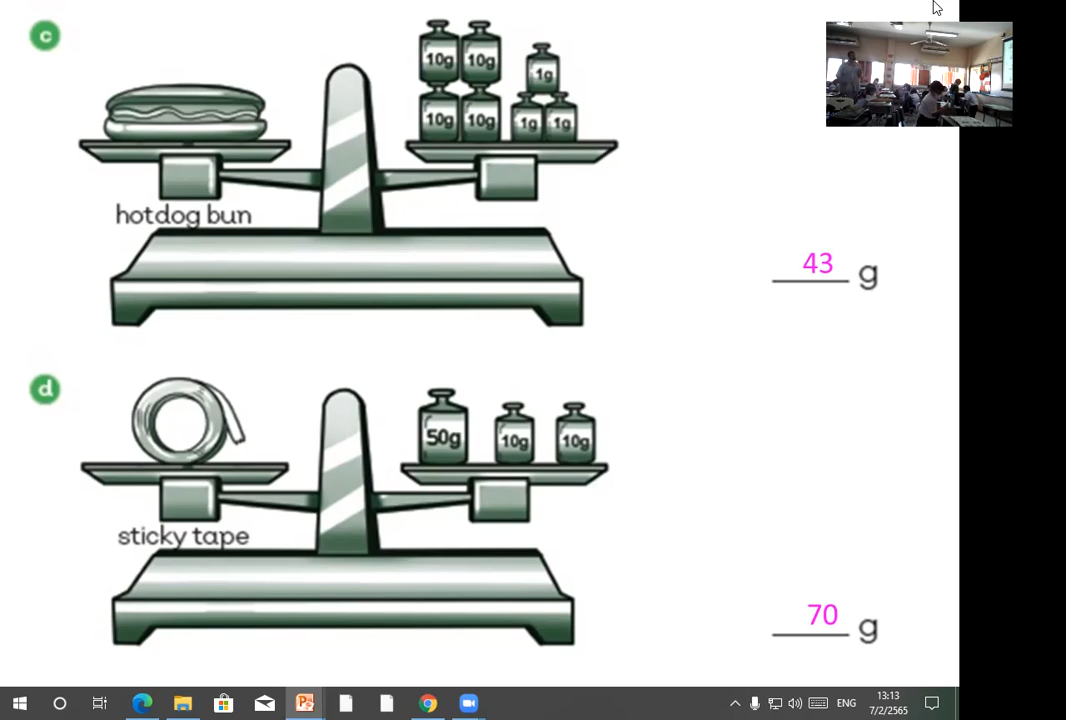 c
10g 10g
1g
10g 10g 1g 1g
hotdog bun
43 g
d
50g 10g 10g
sticky tape
70 g
ENG
13:13
7/2/2565